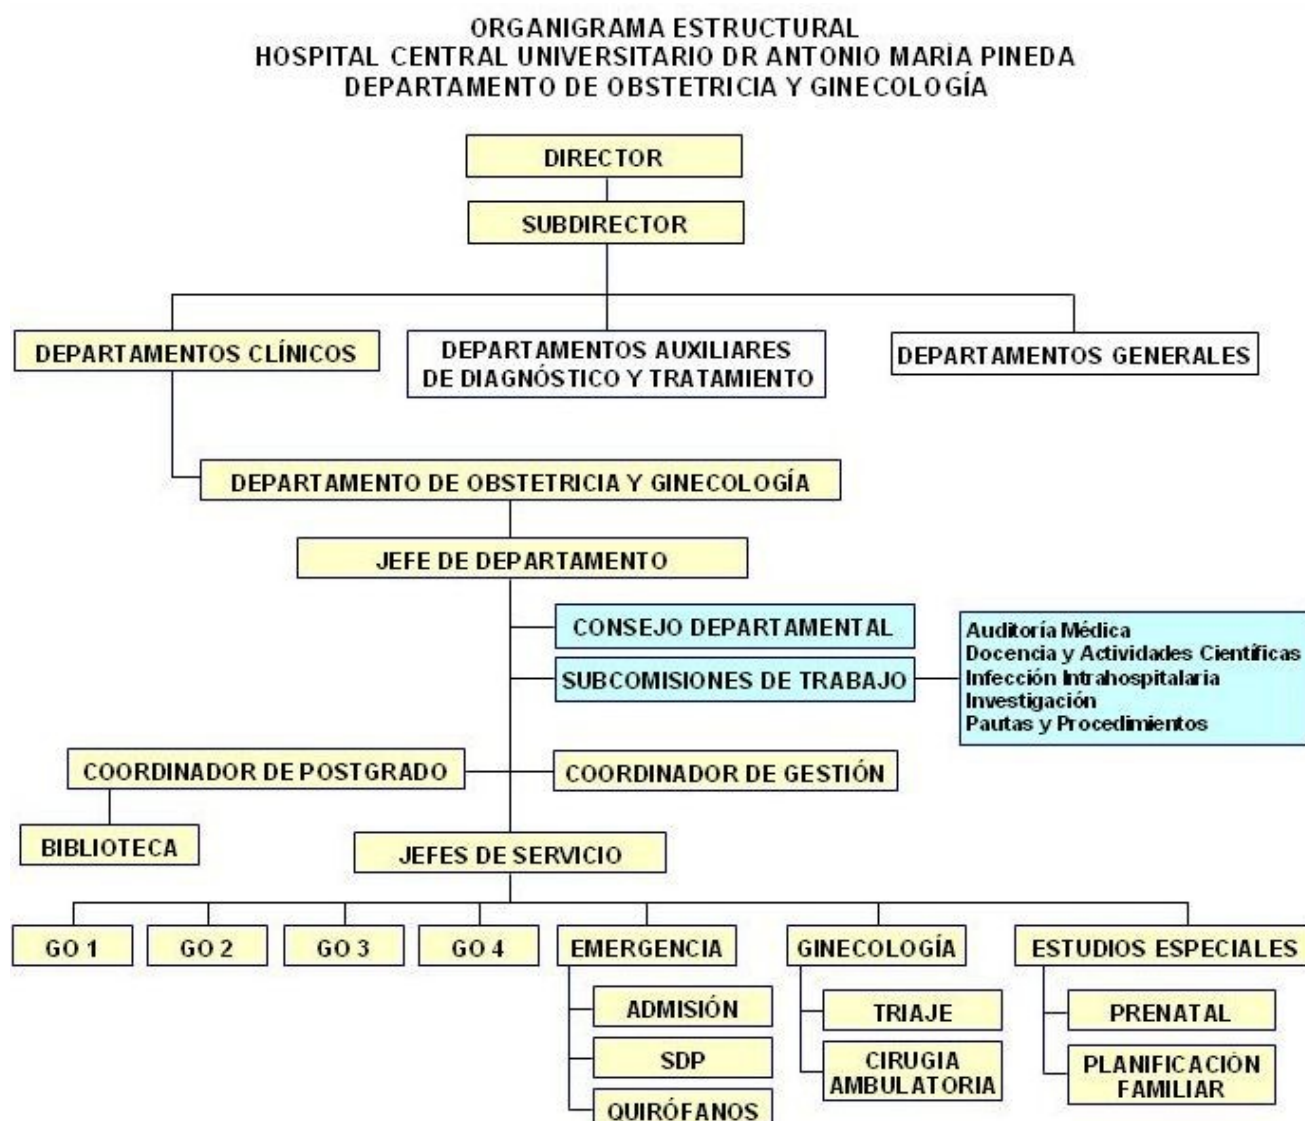 ORGANIGRAMA ESTRUCTURAL
HOSPITAL CENTRAL UNIVERSITARIO DR ANTONIO MARÌA PINEDA
DEPARTAMENTO DE OBSTETRICIA Y GINECOLOGÍA
DIRECTOR
SUBDIRECTOR
DEPARTAMENTOS CLÍNICOS
DEPARTAMENTOS AUXILIARES
DE DIAGNÓSTICO Y TRATAMIENTO
DEPARTAMENTOS GENERALES
DEPARTAMENTO DE OBSTETRICIA Y GINECOLOGÍA
JEFE DE DEPARTAMENTO
CONSEJO DEPARTAMENTAL
SUBCOMISIONES DE TRABAJO
Auditoría Médica
Docencia y Actividades Científicas
Infección Intrahospitalaria
Investigación
Pautas y Procedimientos
COORDINADOR DE POSTGRADO
COORDINADOR DE GESTIÓN
BIBLIOTECA
JEFES DE SERVICIO
GO 1
GO 2
GO 3
GO 4
EMERGENCIA
GINECOLOGÍA
ESTUDIOS ESPECIALES
ADMISIÓN
SDP
QUIRÓFANOS
TRIAJE
CIRUGIA
AMBULATORIA
PRENATAL
PLANIFICACIÓN
FAMILIAR